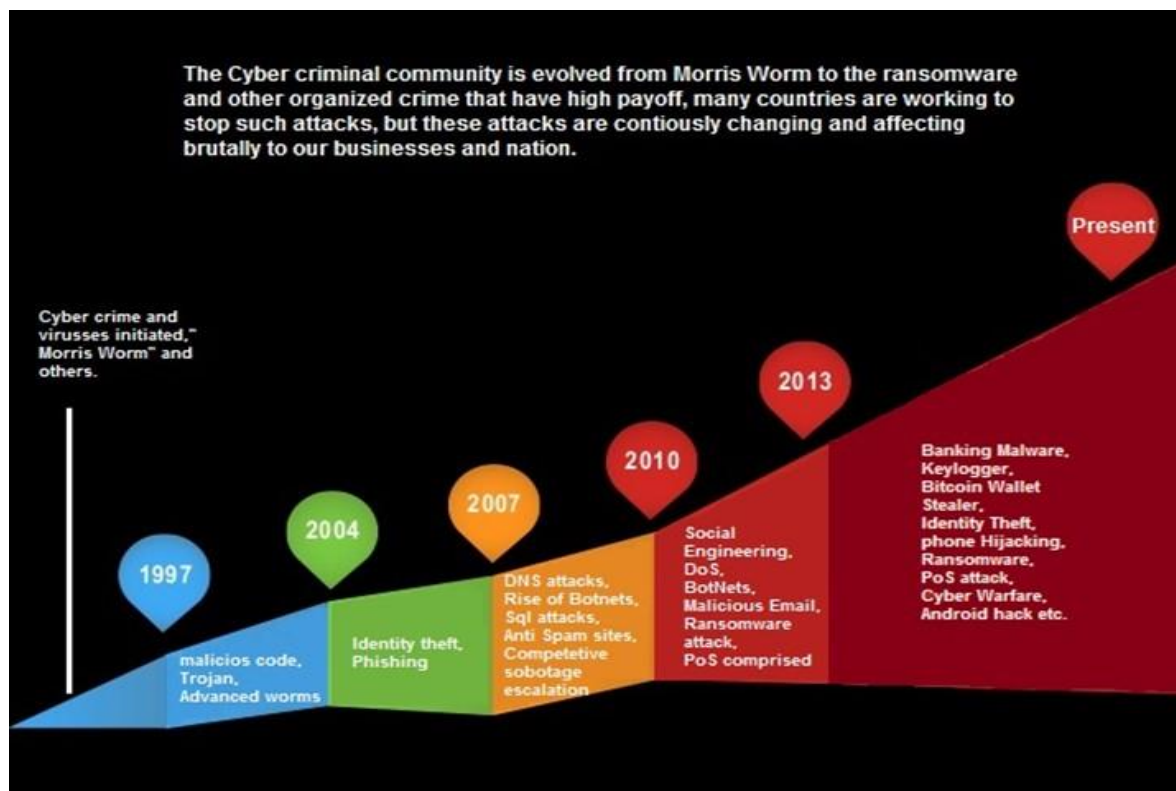 The Cyber criminal community is evolved from Morris Worm to the ransomware
and other organized crime that have high payoff, many countries are working to
stop such attacks, but these attacks are contiously changing and affecting
brutally to our businesses and nation.
Present
Cyber crime and
virusses initiated,"
Morris Worm" and
others.
2013
2010
2007
2004
1997
malicios code,
Trojan,
Advanced worms
Identity theft,
Phishing
DNS attacks,
Rise of Botnets,
Sql attacks,
Anti Spam sites,
Competetive
sobotage
escalation
Social
Engineering,
DoS,
BotNets,
Malicious Email,
Ransomware
attack,
PoS comprised
Banking Malware,
Keylogger,
Bitcoin Wallet
Stealer,
Identity Theft,
phone Hijacking,
Ransomware,
PoS attack,
Cyber Warfare,
Android hack etc.